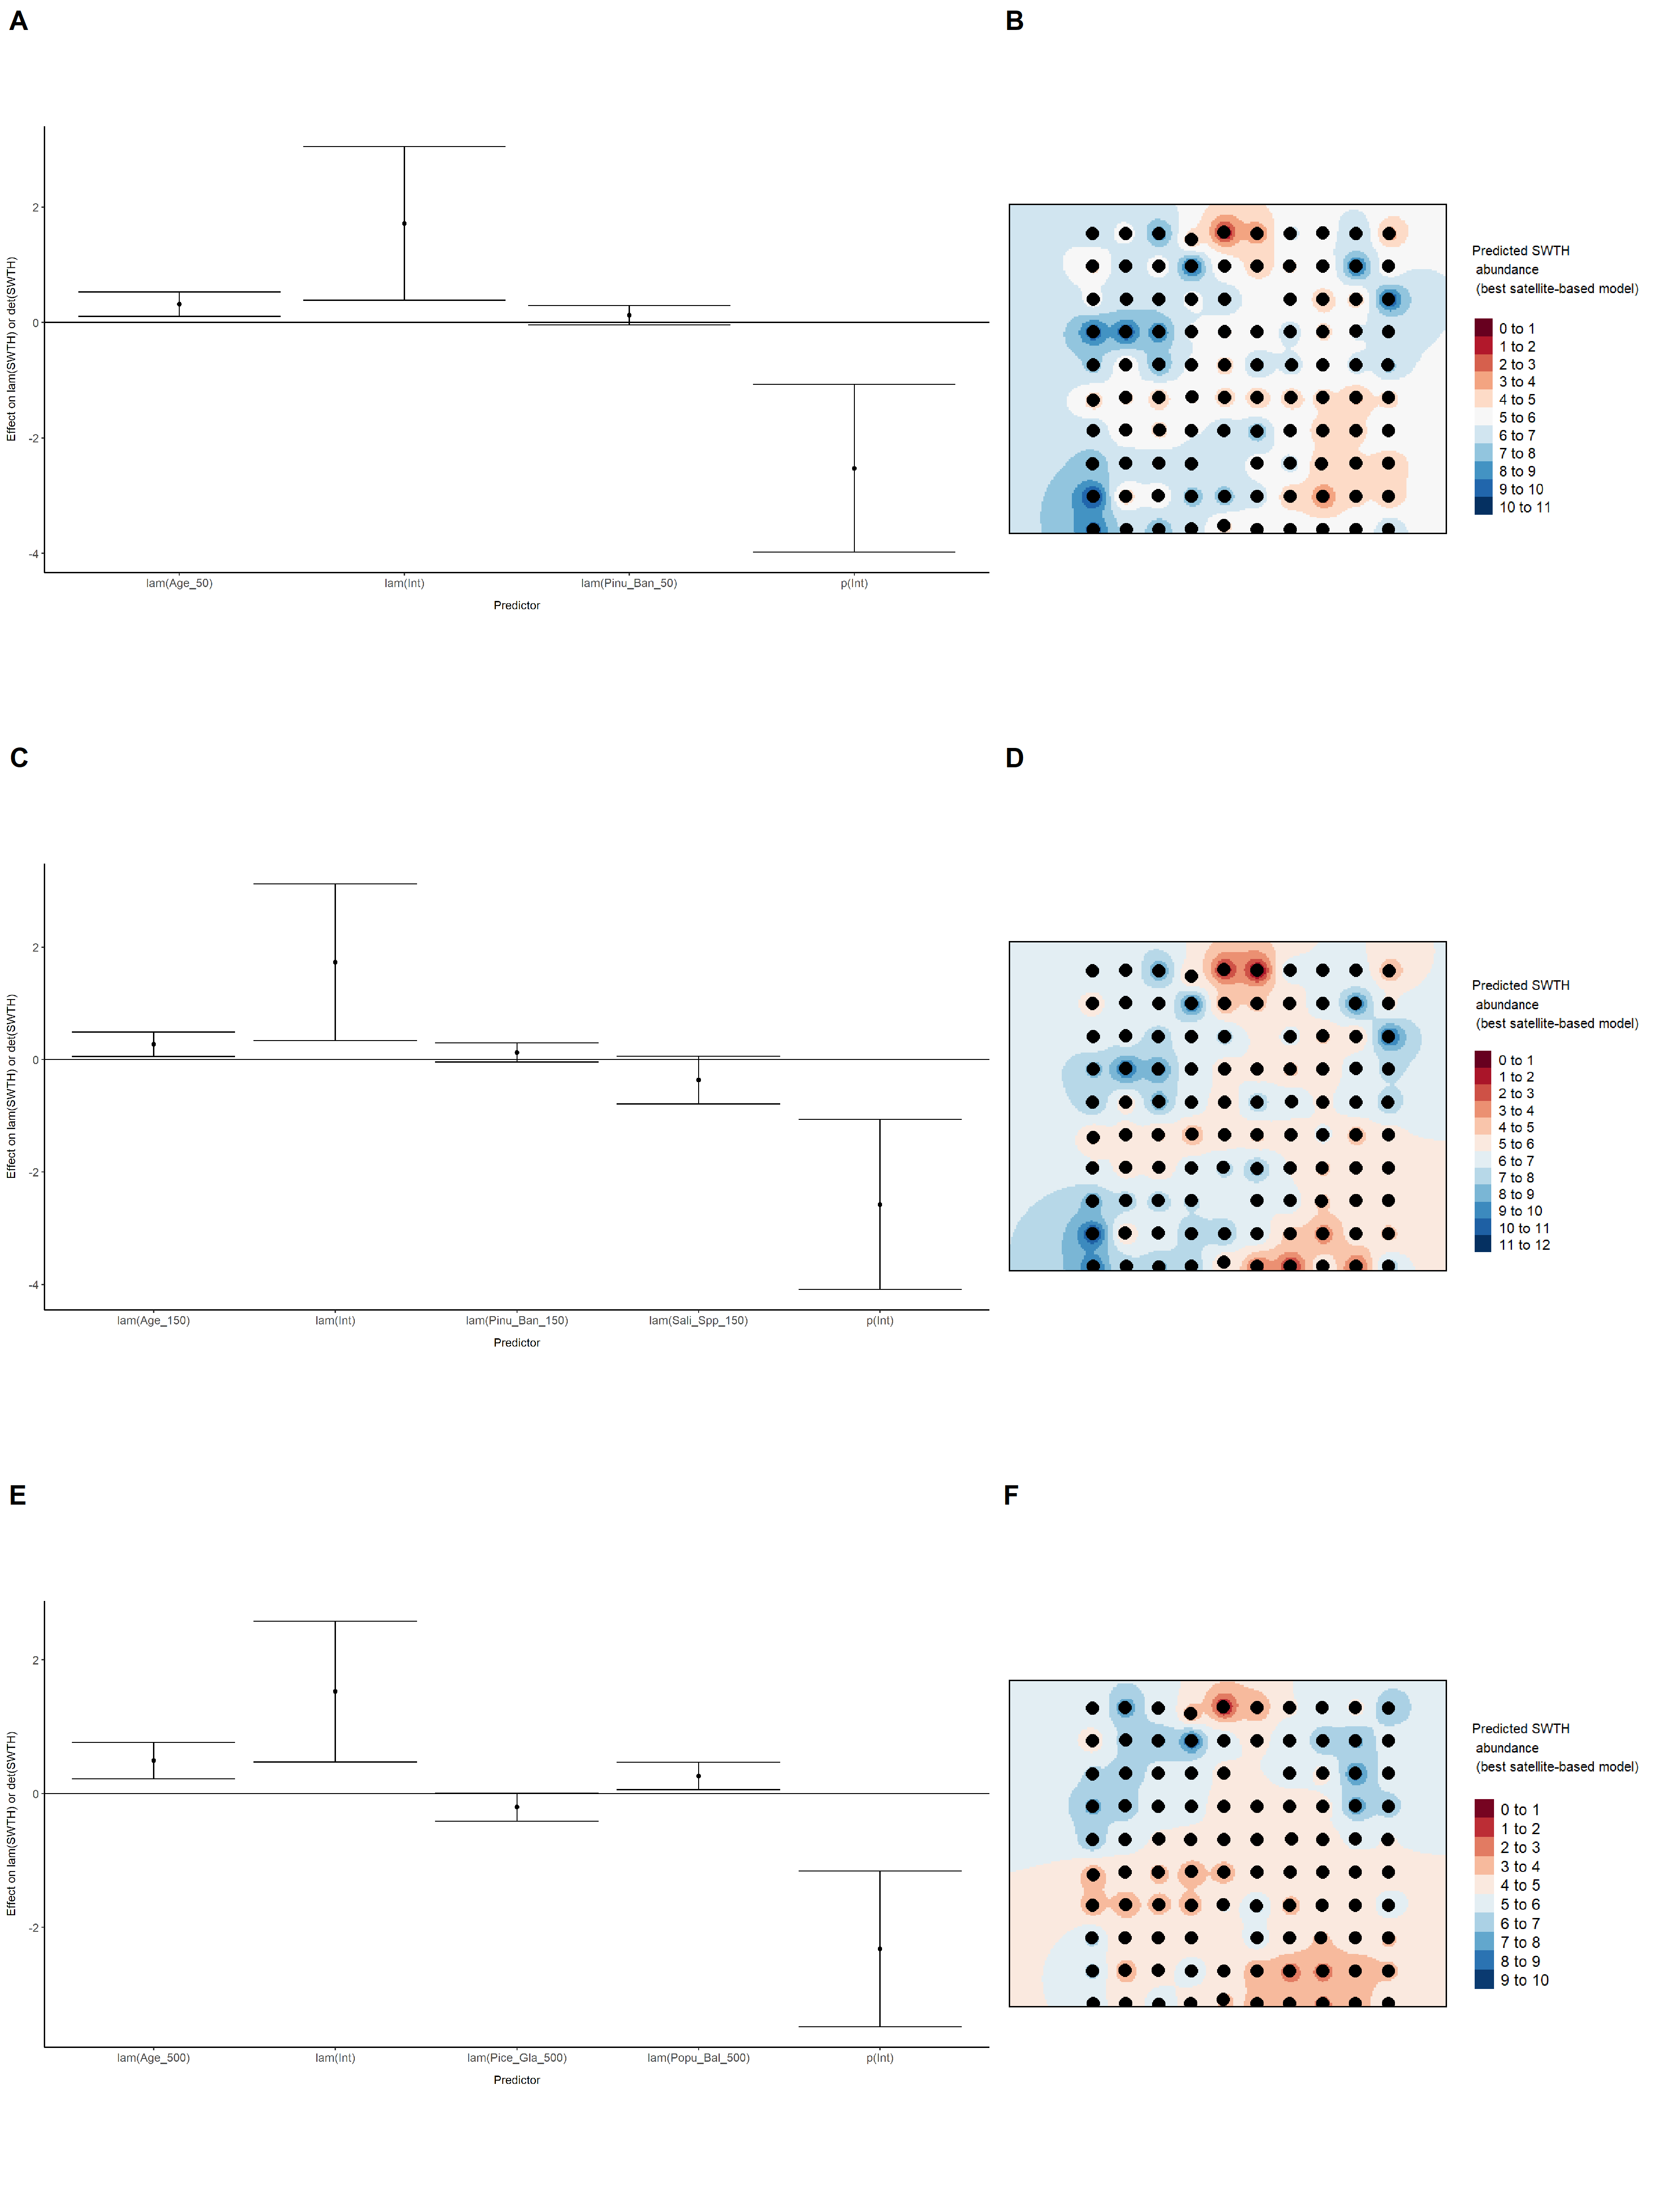 A
B
Effect on lam(SWTH) or det(SWTH)
2
0
-2
-4
lam(Age_50)
lam(Int)
lam(Pinu_Ban_50)
p(Int)
Predictor
Predicted SWTH
abundance
(best satellite-based model)
0 to 1
1 to 2
2 to 3
3 to 4
4 to 5
5 to 6
6 to 7
7 to 8
8 to 9
9 to 10
10 to 11
C
D
Effect on lam(SWTH) or det(SWTH)
2
0
-2
-4
lam(Age_150)
lam(Int)
lam(Pinu_Ban_150)
lam(Sali_Spp_150)
p(Int)
Predictor
Predicted SWTH
abundance
(best satellite-based model)
0 to 1
1 to 2
2 to 3
3 to 4
4 to 5
5 to 6
6 to 7
7 to 8
8 to 9
9 to 10
10 to 11
11 to 12
E
F
Effect on lam(SWTH) or det(SWTH)
2
0
-2
lam(Age_500)
lam(Int)
lam(Pice_Gla_500)
lam(Popu_Bal_500)
p(Int)
Predictor
Predicted SWTH
abundance
(best satellite-based model)
0 to 1
1 to 2
2 to 3
3 to 4
4 to 5
5 to 6
6 to 7
7 to 8
8 to 9
9 to 10